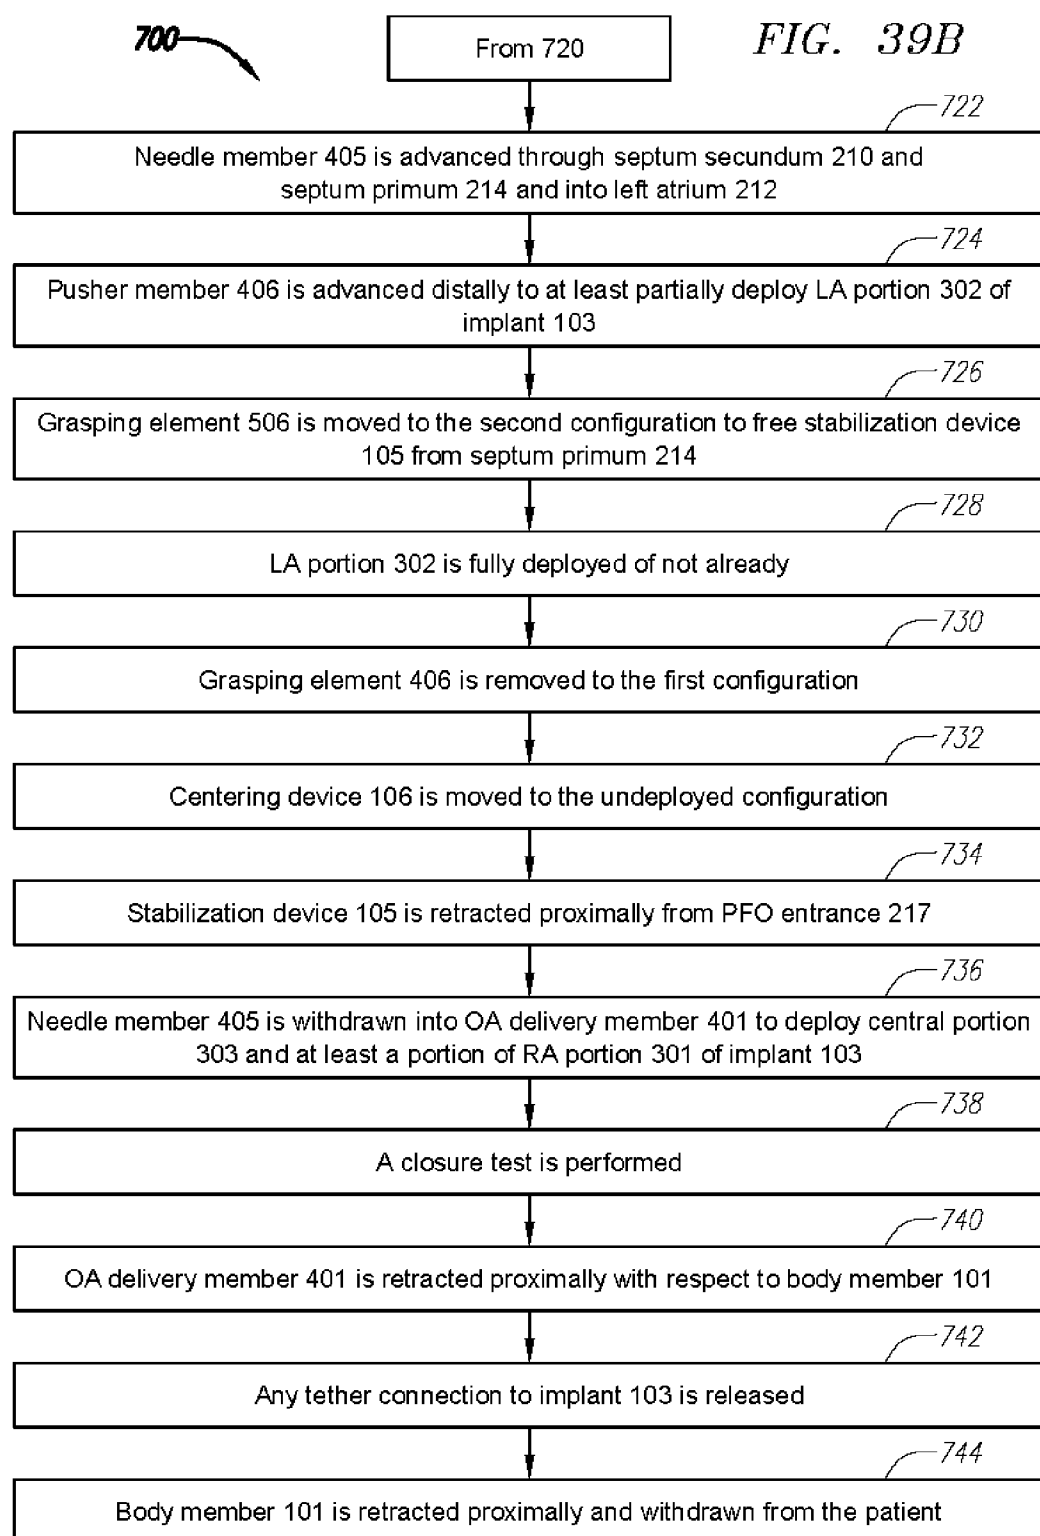 700
From 720
FIG. 39B
722
Needle member 405 is advanced through septum secundum 210 and
septum primum 214 and into left atrium 212
724
Pusher member 406 is advanced distally to at least partially deploy LA portion 302 of
implant 103
726
Grasping element 506 is moved to the second configuration to free stabilization device
105 from septum primum 214
728
LA portion 302 is fully deployed of not already
730
Grasping element 406 is removed to the first configuration
732
Centering device 106 is moved to the undeployed configuration
734
Stabilization device 105 is retracted proximally from PFO entrance 217
736
Needle member 405 is withdrawn into OA delivery member 401 to deploy central portion
303 and at least a portion of RA portion 301 of implant 103
738
A closure test is performed
740
OA delivery member 401 is retracted proximally with respect to body member 101
742
Any tether connection to implant 103 is released
744
Body member 101 is retracted proximally and withdrawn from the patient